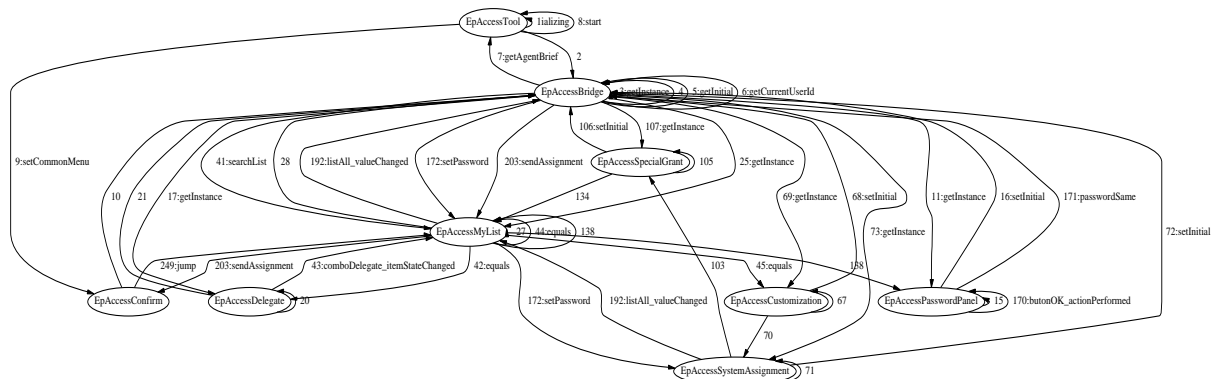 EpAccessTool
8:start
7:getAgentBrief
2
EpAccessBridge
3:getInstance
4
5:getInitial
6:getCurrentUserId
106:setInitial
107:getInstance
9:setCommonMenu
41:searchList
28
192:listAll_valueChanged
172:setPassword
203:sendAssignment
EpAccessSpecialGrant
105
25:getInstance
10
21
17:getInstance
134
69:getInstance
68:setInitial
11:getInstance
16:setInitial
171:passwordSame
73:getInstance
72:setInitial
EpAccessMyList
27
44:equals
138
249:jump
203:sendAssignment
43:comboDelegate_itemStateChanged
42:equals
103
45:equals
138
EpAccessConfirm
EpAccessDelegate
20
172:setPassword
192:listAll_valueChanged
EpAccessCustomization
67
EpAccessPasswordPanel
15
170:butonOK_actionPerformed
70
EpAccessSystemAssignment
71